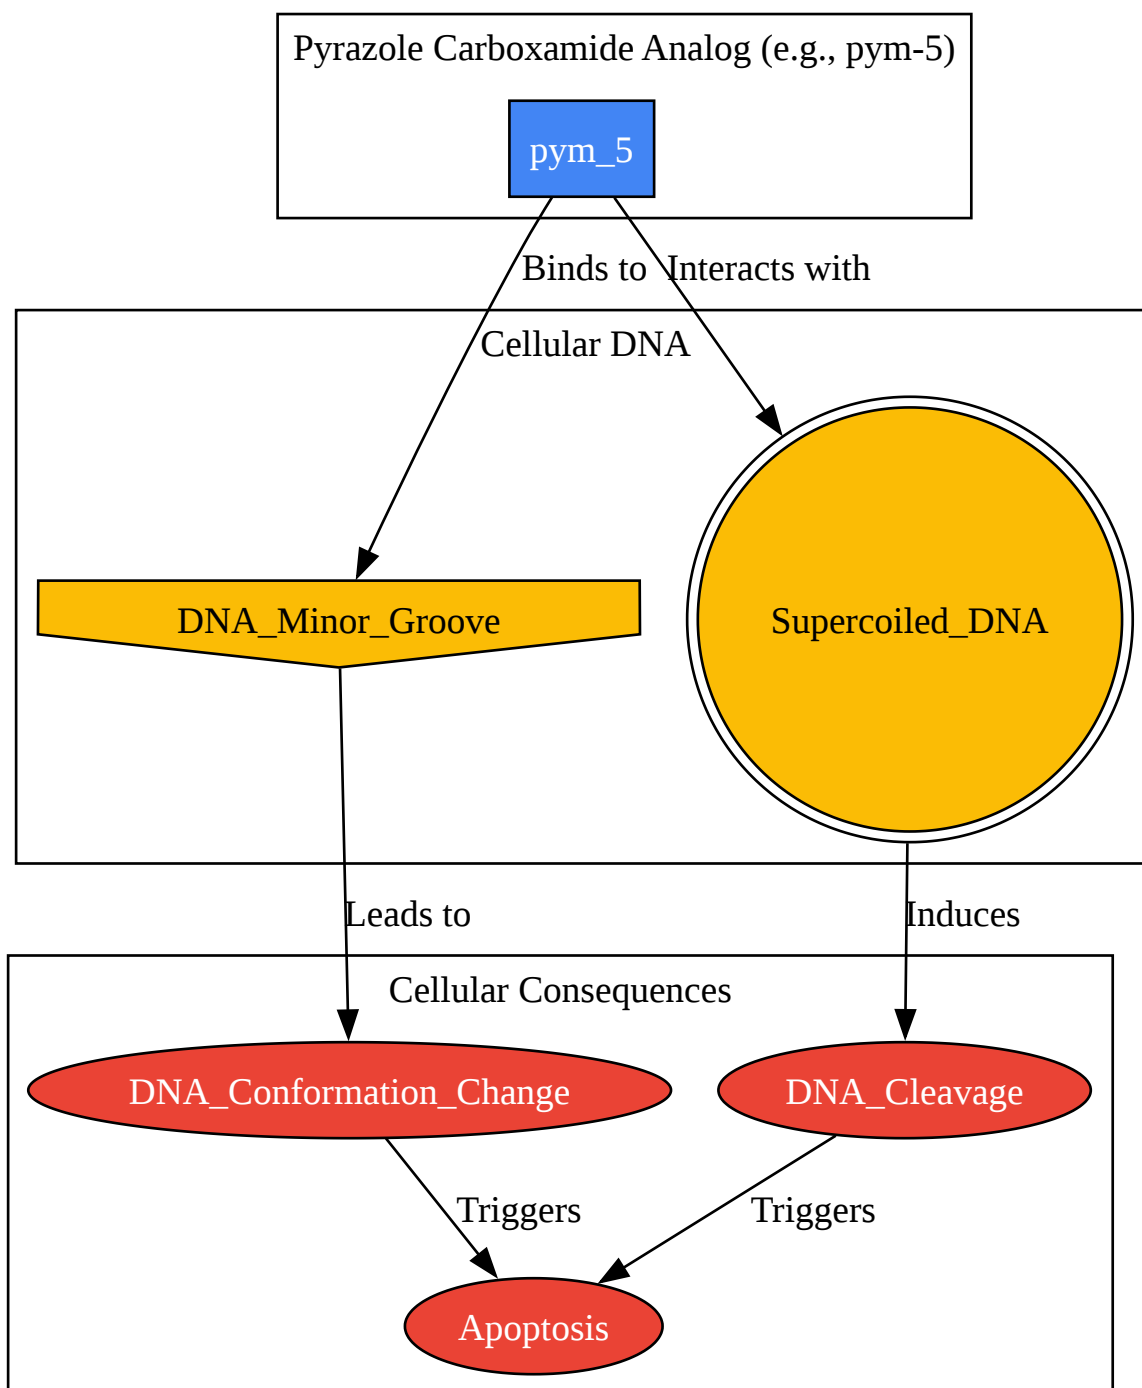 Pyrazole Carboxamide Analog (e.g., pym-5)
pym_5
Binds to
Interacts with
Cellular DNA
DNA_Minor_Groove
Supercoiled_DNA
Leads to
Induces
Cellular Consequences
DNA_Conformation_Change
DNA_Cleavage
Triggers
Triggers
Apoptosis